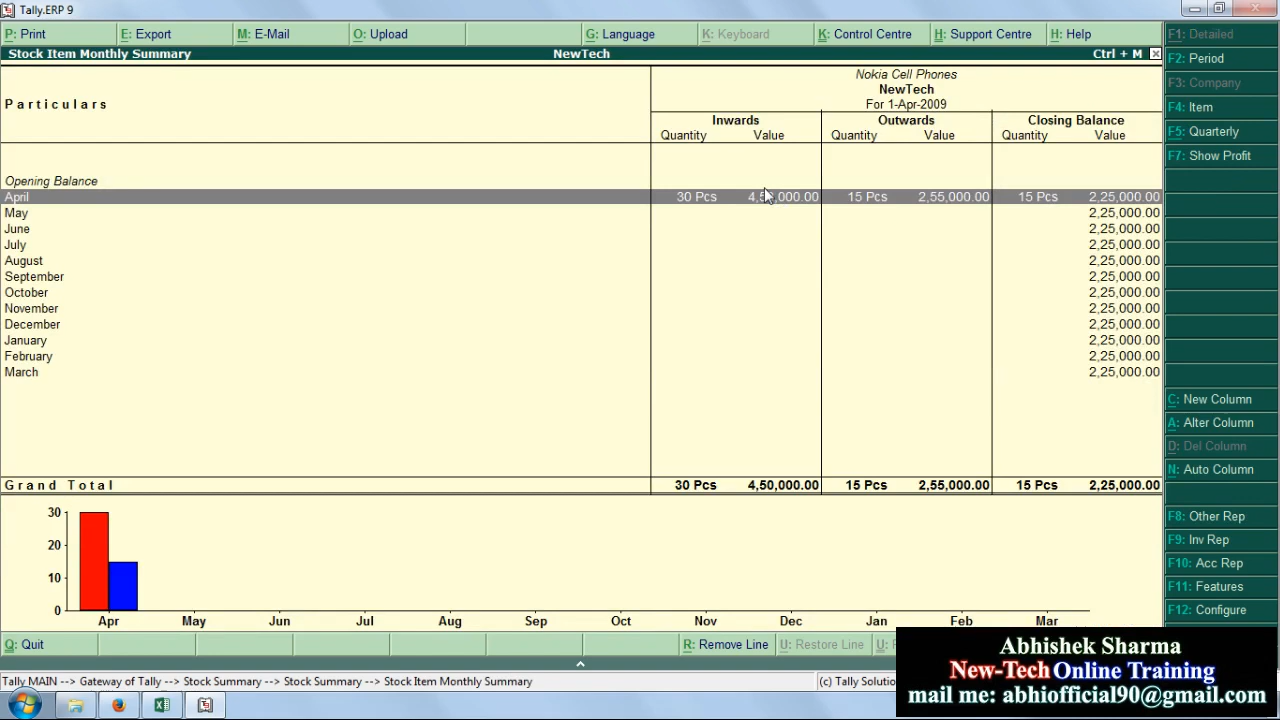 Tally.ERP 9
P: Print E: Export M: E-Mail O: Upload G: Language K: Keyboard K: Control Centre H: Support Centre H: Help
Stock Item Monthly Summary NewTech Ctrl + M
Particulars
Nokia Cell Phones
NewTech
For 1-Apr-2009
Inwards Outwards Closing Balance
Quantity Value Quantity Value Quantity Value
Opening Balance
April 30 Pcs 4,50,000.00 15 Pcs 2,55,000.00 15 Pcs 2,25,000.00
May 2,25,000.00
June 2,25,000.00
July 2,25,000.00
August 2,25,000.00
September 2,25,000.00
October 2,25,000.00
November 2,25,000.00
December 2,25,000.00
January 2,25,000.00
February 2,25,000.00
March 2,25,000.00
Grand Total 30 Pcs 4,50,000.00 15 Pcs 2,55,000.00 15 Pcs 2,25,000.00
30
20
10
0
Apr May Jun Jul Aug Sep Oct Nov Dec Jan Feb Mar
F1: Detailed
F2: Period
F3: Company
F4: Item
F5: Quarterly
F7: Show Profit
C: New Column
A: Alter Column
D: Del Column
N: Auto Column
F8: Other Rep
F9: Inv Rep
F10: Acc Rep
F11: Features
F12: Configure
Q: Quit R: Remove Line U: Restore Line U:
Tally MAIN --> Gateway of Tally --> Stock Summary --> Stock Summary --> Stock Item Monthly Summary (c) Tally Solutio
Abhishek Sharma
New-Tech Online Training
mail me: abhiofficial90@gmail.com